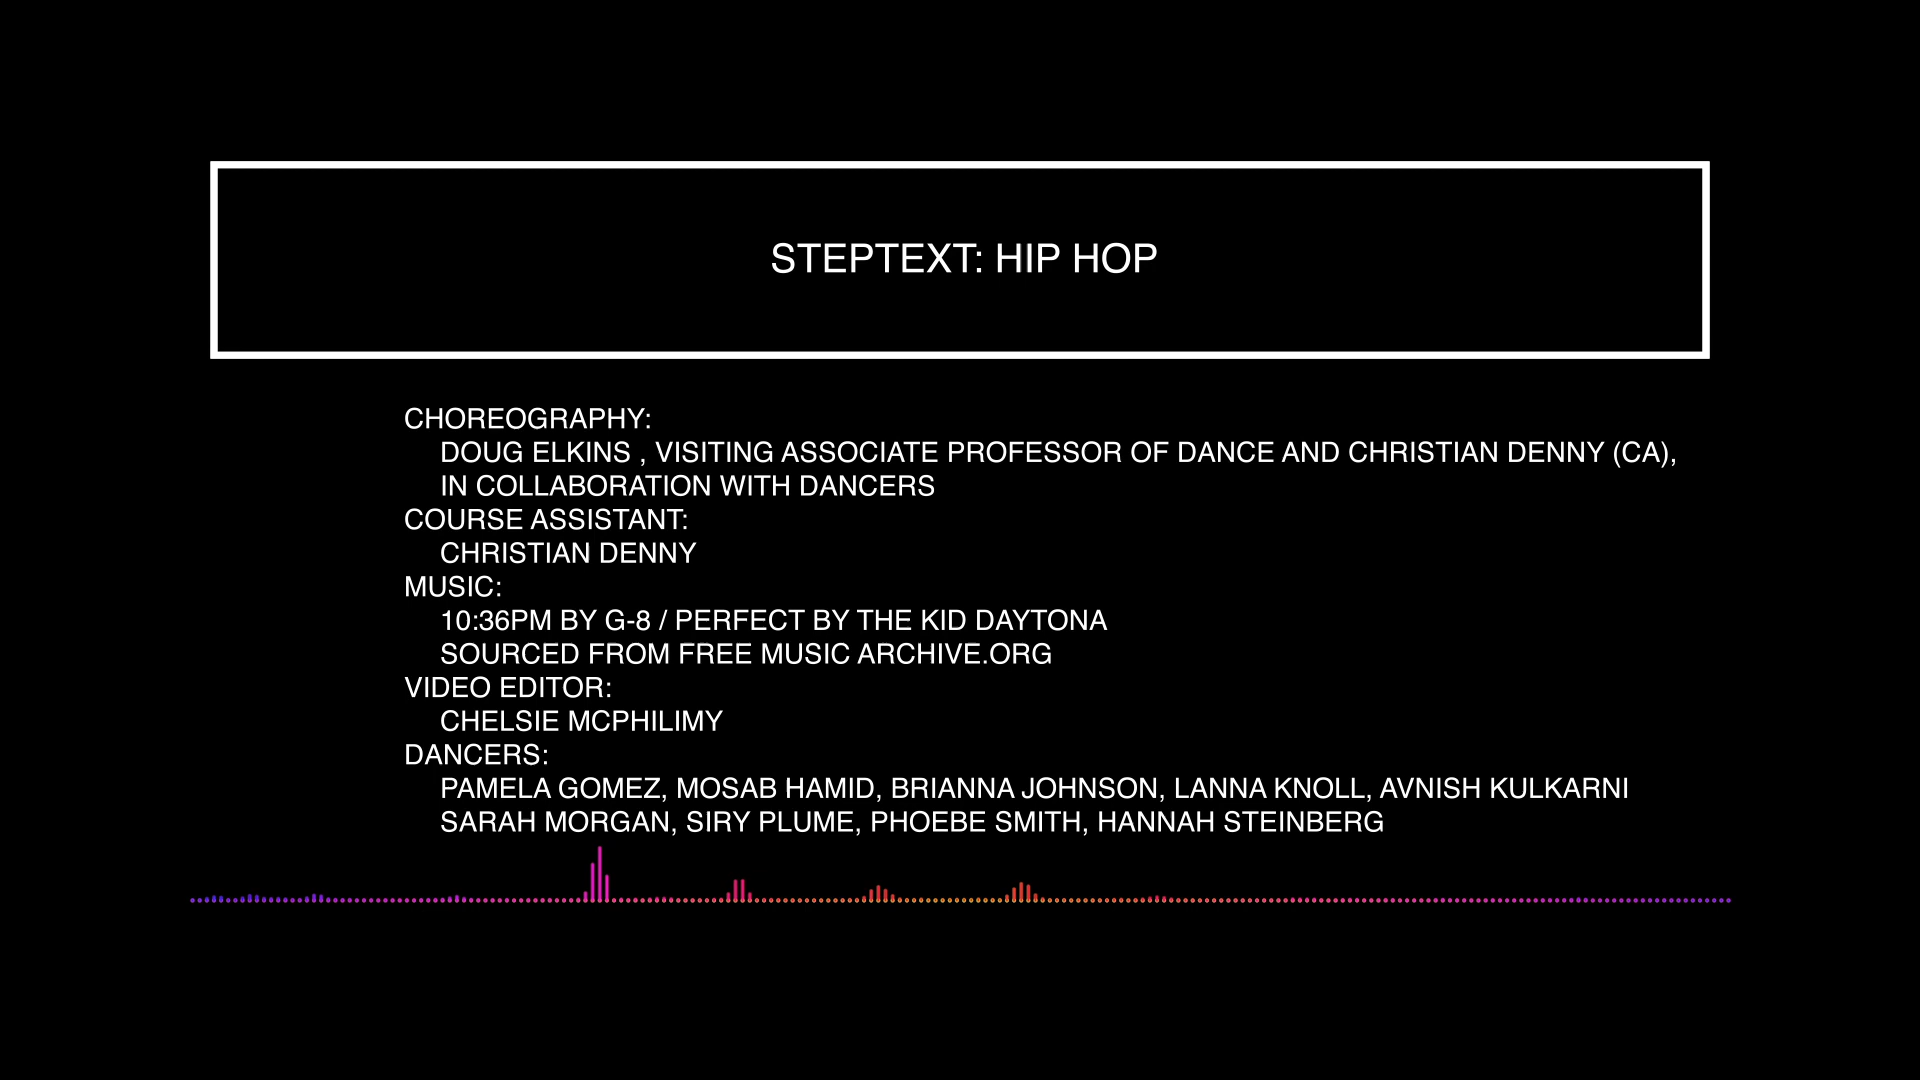 STEPTEXT: HIP HOP
CHOREOGRAPHY:
DOUG ELKINS , VISITING ASSOCIATE PROFESSOR OF DANCE AND CHRISTIAN DENNY (CA),
IN COLLABORATION WITH DANCERS
COURSE ASSISTANT:
CHRISTIAN DENNY
MUSIC:
10:36PM BY G-8 / PERFECT BY THE KID DAYTONA
SOURCED FROM FREE MUSIC ARCHIVE.ORG
VIDEO EDITOR:
CHELSIE MCPHILIMY
DANCERS:
PAMELA GOMEZ, MOSAB HAMID, BRIANNA JOHNSON, LANNA KNOLL, AVNISH KULKARNI
SARAH MORGAN, SIRY PLUME, PHOEBE SMITH, HANNAH STEINBERG